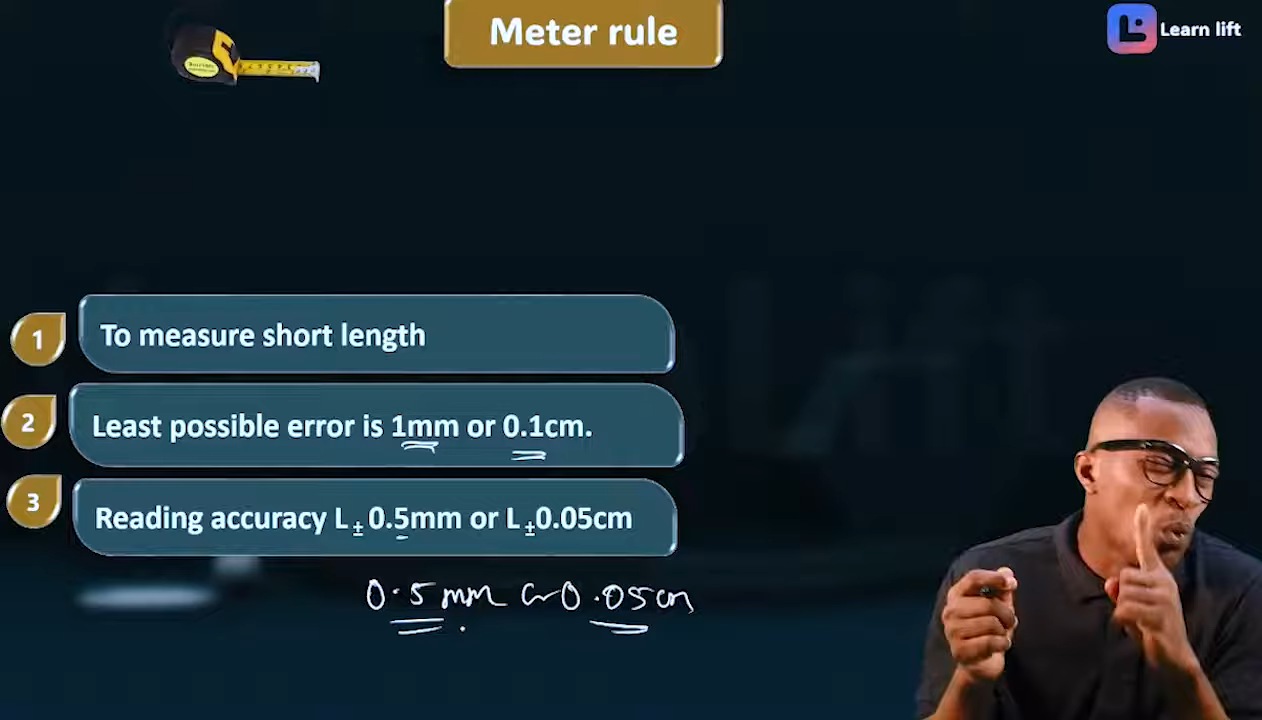 Meter rule
Learn lift
1
To measure short length
2
Least possible error is 1mm or 0.1cm.
3
Reading accuracy L ± 0.5mm or L ±0.05cm
0.5mm or 0.05cm